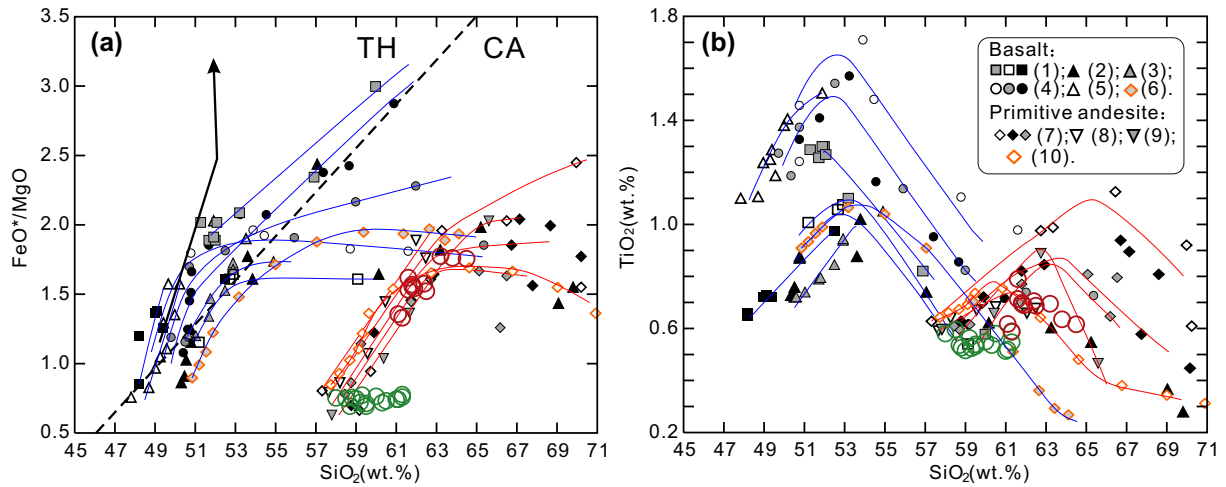 (a)
TH
CA
FeO*/MgO
3.5
3.0
2.5
2.0
1.5
1.0
0.5
45 47 49 51 53 55 57 59 61 63 65 67 69 71
SiO₂(wt.%)
(b)
TiO₂(wt.%)
1.8
1.4
1.0
0.6
0.2
45 47 49 51 53 55 57 59 61 63 65 67 69 71
SiO₂(wt.%)
Basalt:
(1); (2); (3);
(4); (5); (6).
Primitive andesite:
(7); (8); (9);
(10).